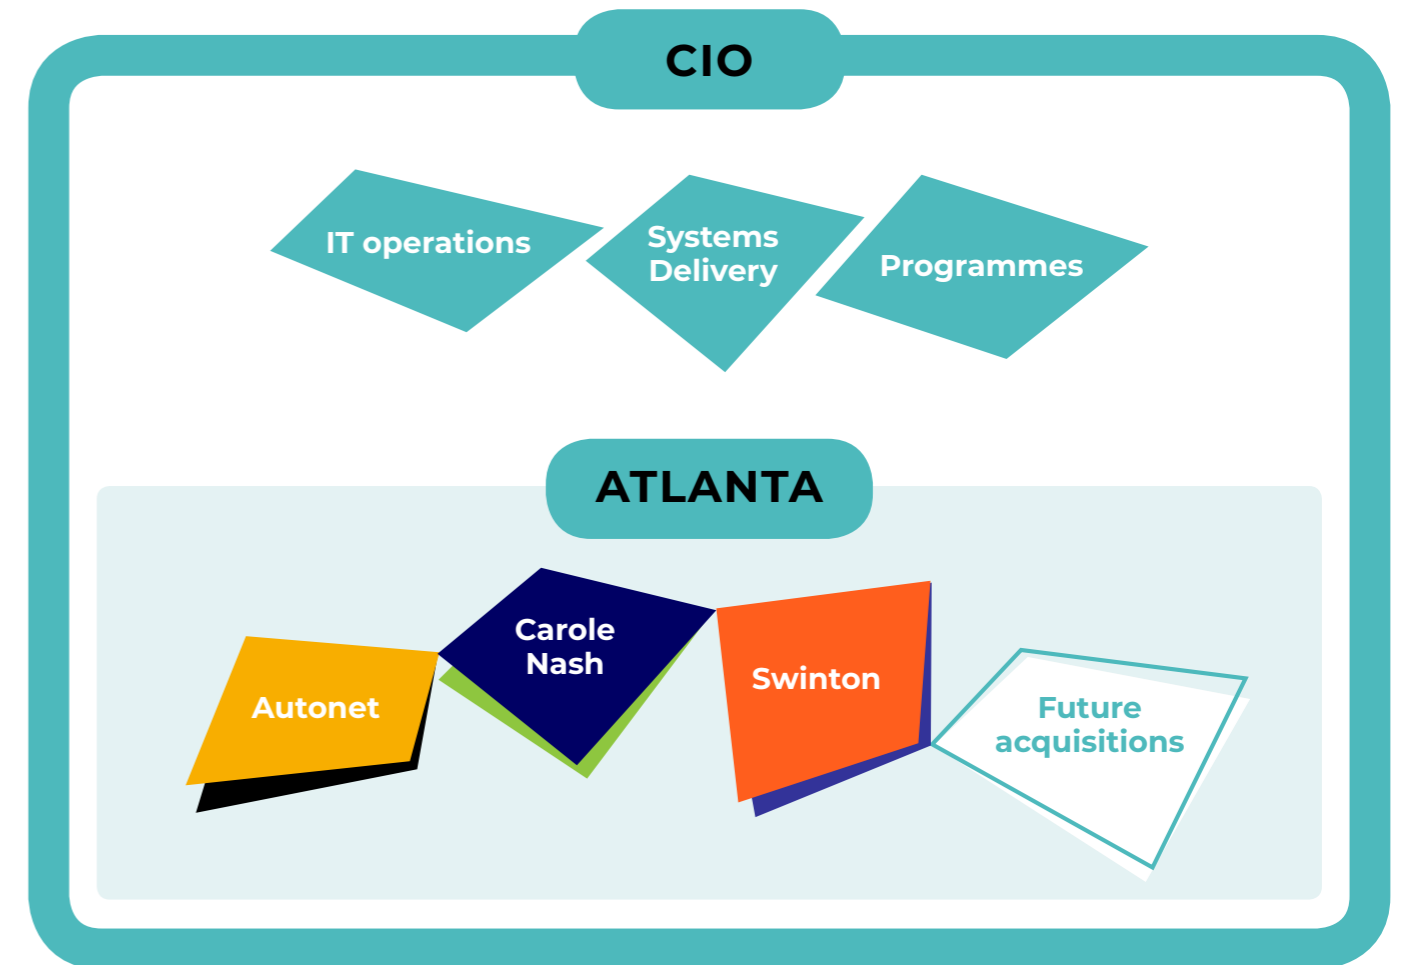 CIO
IT operations
Systems
Delivery
Programmes
ATLANTA
Autonet
Carole
Nash
Swinton
Future
acquisitions